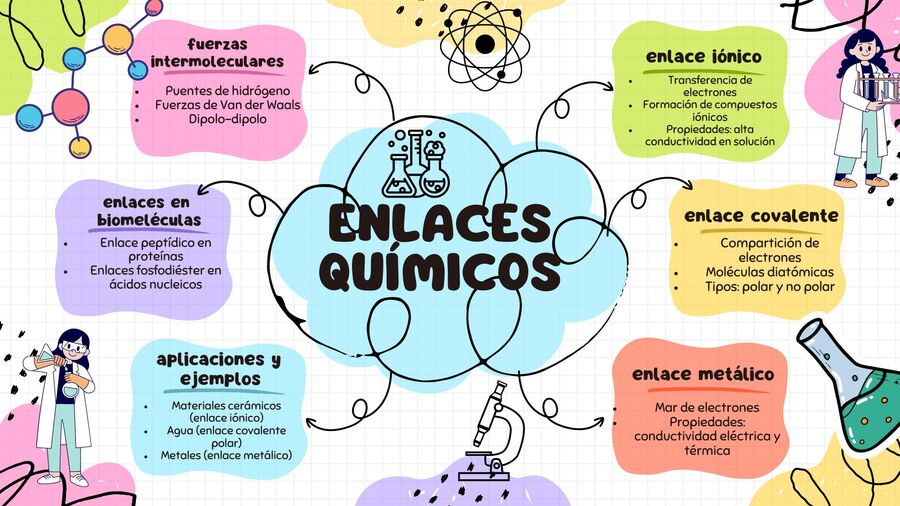 ENLACES
QUÍMICOS
fuerzas
intermoleculares
• Puentes de hidrógeno
• Fuerzas de Van der Waals
• Dipolo-dipolo
enlace iónico
• Transferencia de
electrones
• Formación de compuestos
iónicos
• Propiedades: alta
conductividad en solución
enlaces en
biomeléculas
• Enlace peptídico en
proteínas
• Enlaces fosfodiéster en
ácidos nucleicos
enlace covalente
• Compartición de
electrones
• Moléculas diatómicas
• Tipos: polar y no polar
aplicaciones y
ejemplos
• Materiales cerámicos
(enlace iónico)
• Agua (enlace covalente
polar)
• Metales (enlace metálico)
enlace metálico
• Mar de electrones
• Propiedades:
conductividad eléctrica y
térmica